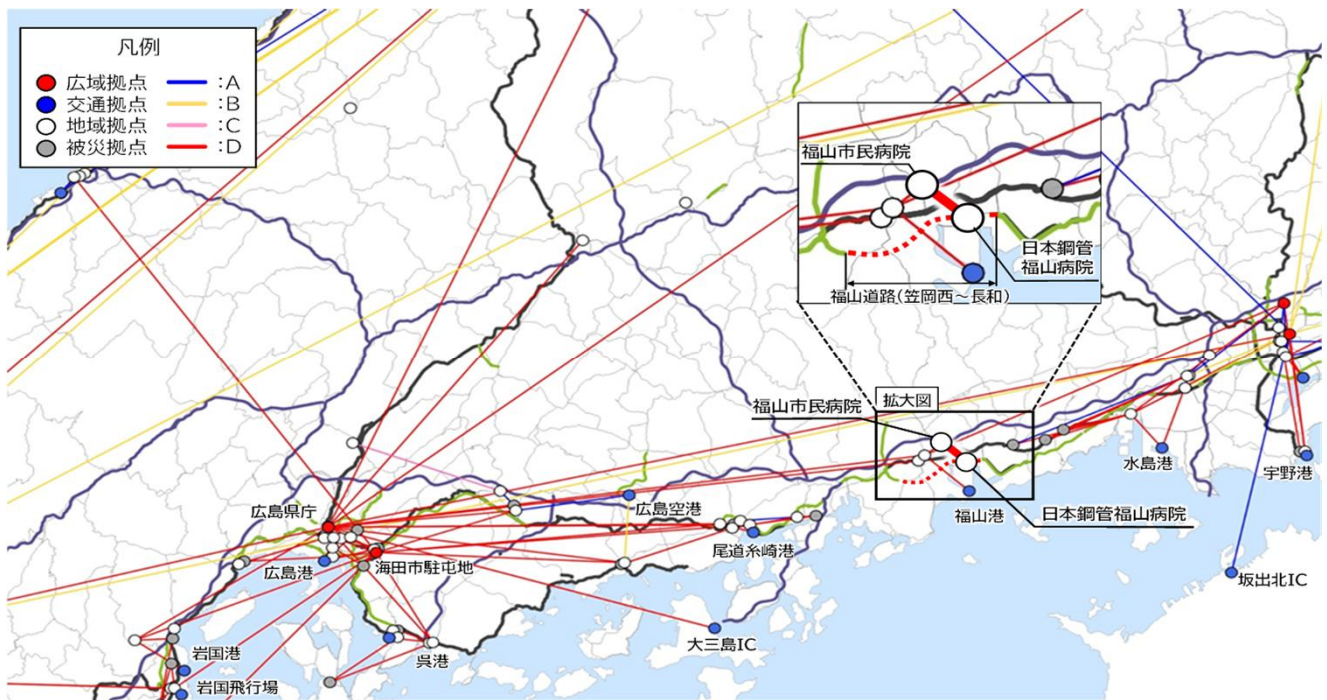 凡例
広域拠点 :A
交通拠点 :B
地域拠点 :C
被災拠点 :D
福山市民病院
日本鋼管
福山病院
福山道路(笠岡西~長和)
拡大図
福山市民病院
水島港
宇野港
広島県庁
広島空港
福山港
日本鋼管福山病院
尾道糸崎港
広島港
海田市駐屯地
坂出北IC
大三島IC
呉港
岩国港
岩国飛行場